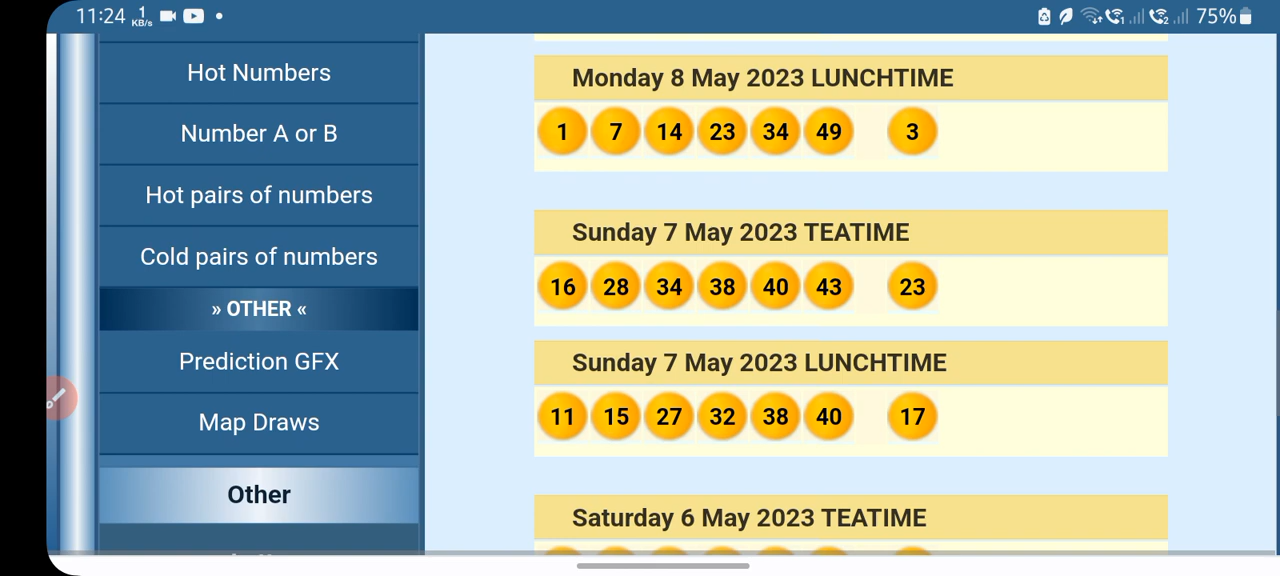 11:24 1 KB/s 75%
Hot Numbers
Number A or B
Hot pairs of numbers
Cold pairs of numbers
» OTHER «
Prediction GFX
Map Draws
Other
Monday 8 May 2023 LUNCHTIME
1 7 14 23 34 49 3
Sunday 7 May 2023 TEATIME
16 28 34 38 40 43 23
Sunday 7 May 2023 LUNCHTIME
11 15 27 32 38 40 17
Saturday 6 May 2023 TEATIME